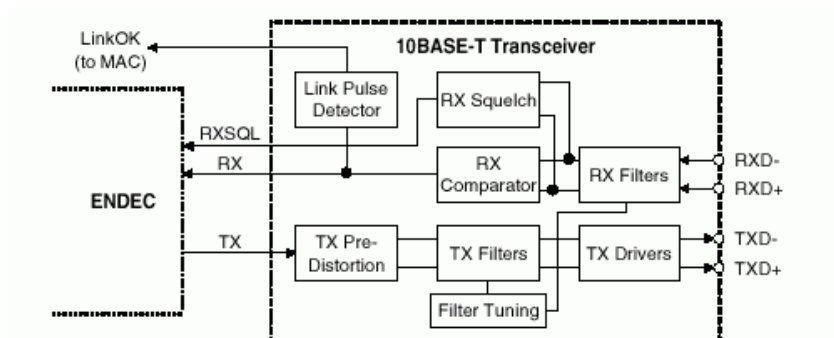 LinkOK
(to MAC)
10BASE-T Transceiver
Link Pulse
Detector
RX Squelch
RXSQL
RX
RX
Comparator
RX Filters
RXD-
RXD+
ENDEC
TX
TX Pre-
Distortion
TX Filters
TX Drivers
TXD-
TXD+
Filter Tuning